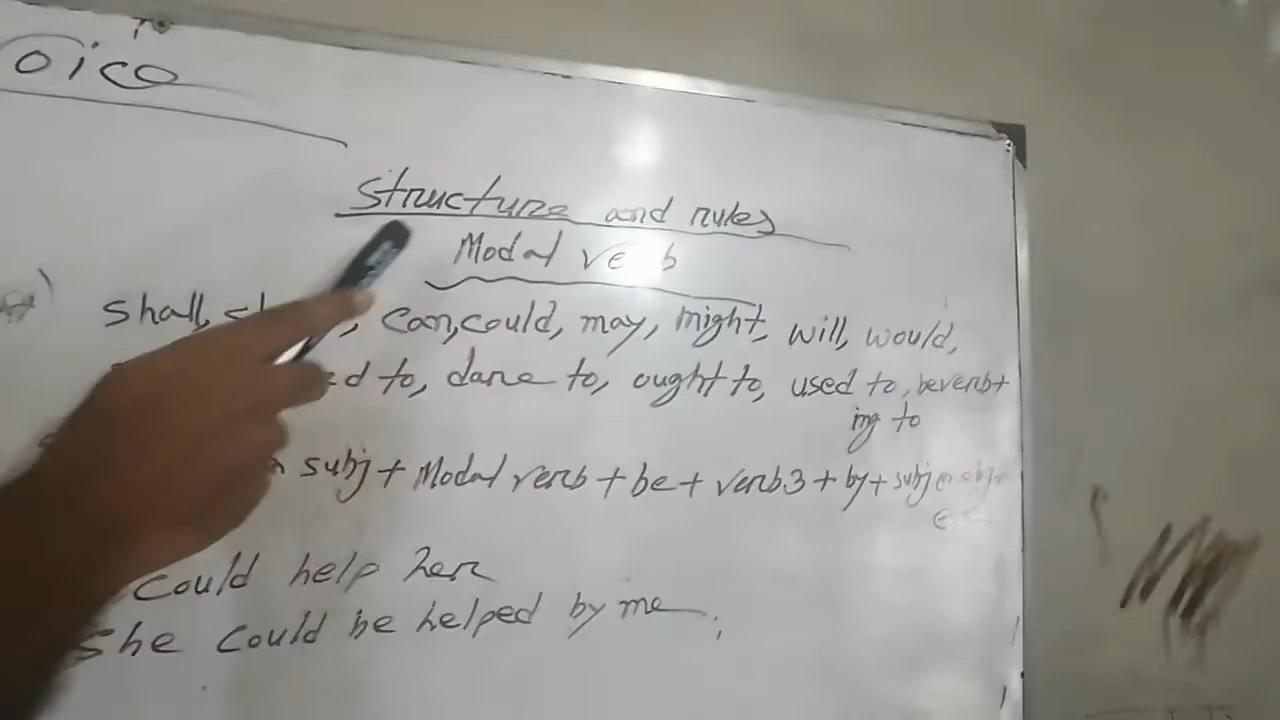 oice
Structure and rules
Modal verb
shall, can, could, may, might, will, would,
d to, dare to, ought to, used to, beverb+
ing to
subj + Modal verb + be + verb3 + by + subj
could help her
She could be helped by me